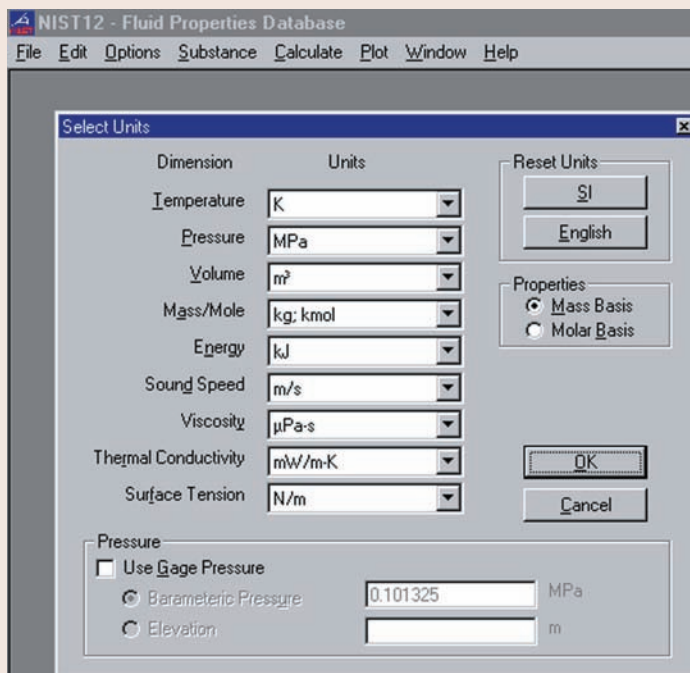 NIST12 - Fluid Properties Database
File Edit Options Substance Calculate Plot Window Help
Select Units
Dimension Units
Temperature K
Pressure MPa
Volume m³
Mass/Mole kg; kmol
Energy kJ
Sound Speed m/s
Viscosity µPa-s
Thermal Conductivity mW/m-K
Surface Tension N/m
Reset Units
SI
English
Properties
Mass Basis
Molar Basis
OK
Cancel
Pressure
Use Gage Pressure
Barameteric Pressure 0.101325 MPa
Elevation m